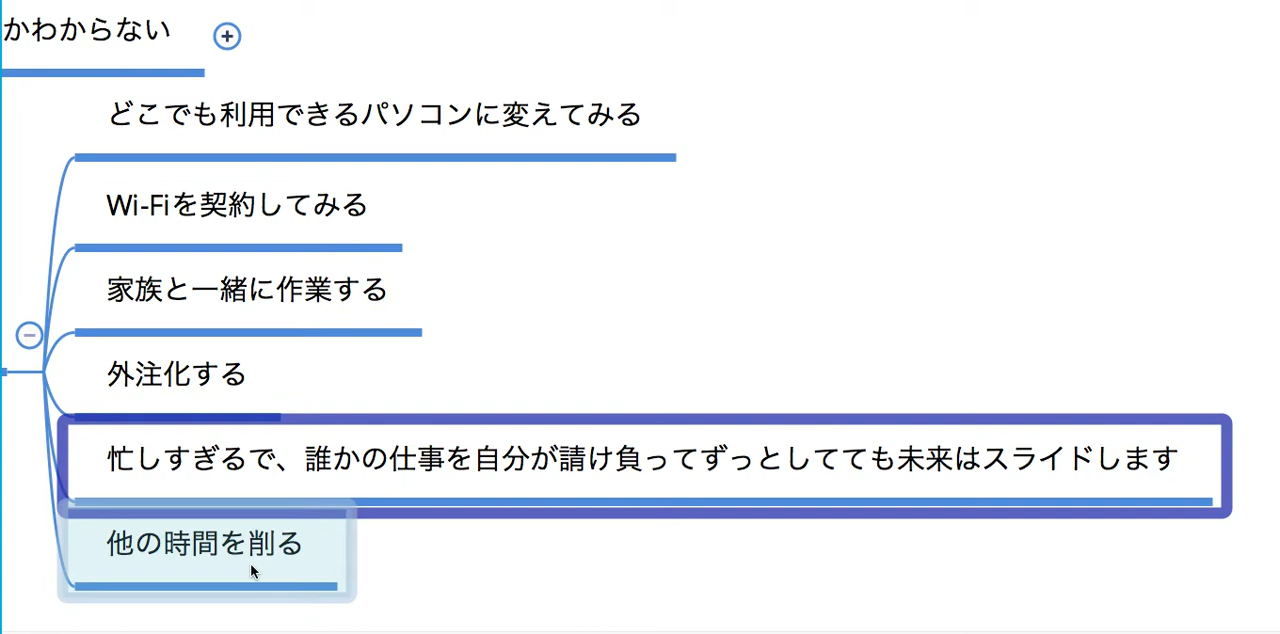 かわからない
どこでも利用できるパソコンに変えてみる
Wi-Fiを契約してみる
家族と一緒に作業する
外注化する
忙しすぎるで、誰かの仕事を自分が請け負ってずっとしてても未来はスライドします
他の時間を削る